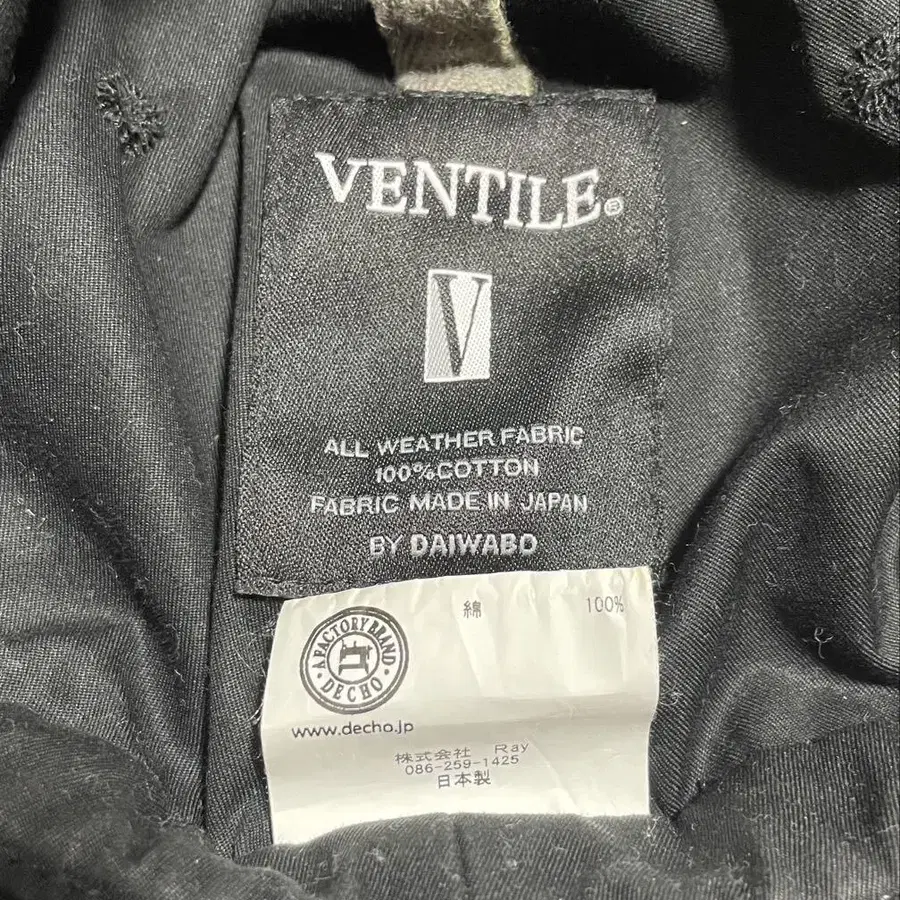 VENTILE®
V
ALL WEATHER FABRIC
100%COTTON
FABRIC MADE IN JAPAN
BY DAIWABO
綿 100%
A FACTORY BRAND
DECHO
www.decho.jp
株式会社 Ray
086-259-1425
日本製